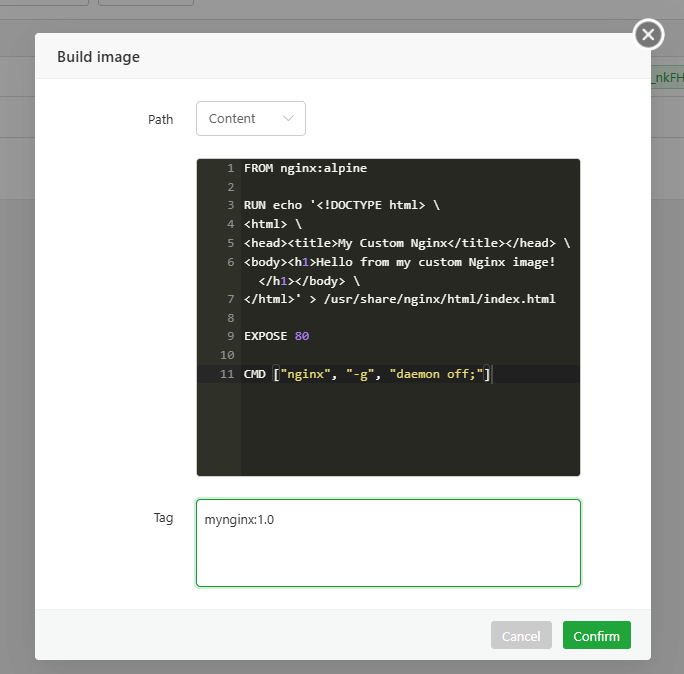 Build image
_nkFH
Path
Content
1 FROM nginx:alpine
2
3 RUN echo '<!DOCTYPE html> \
4 <html> \
5 <head><title>My Custom Nginx</title></head> \
6 <body><h1>Hello from my custom Nginx image!
</h1></body> \
7 </html>' > /usr/share/nginx/html/index.html
8
9 EXPOSE 80
10
11 CMD ["nginx", "-g", "daemon off;"]
Tag
mynginx:1.0
Cancel
Confirm